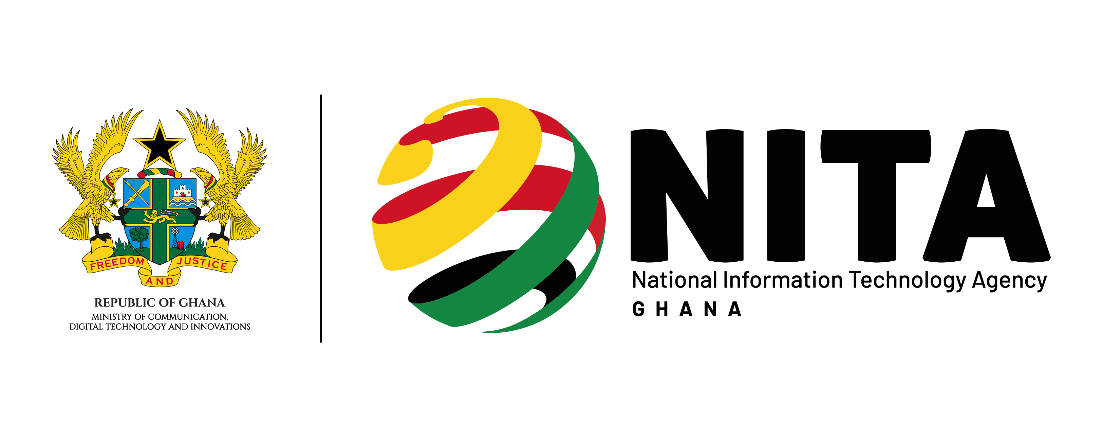 FREEDOM AND JUSTICE
REPUBLIC OF GHANA
MINISTRY OF COMMUNICATION,
DIGITAL TECHNOLOGY AND INNOVATIONS
NITA
National Information Technology Agency
GHANA